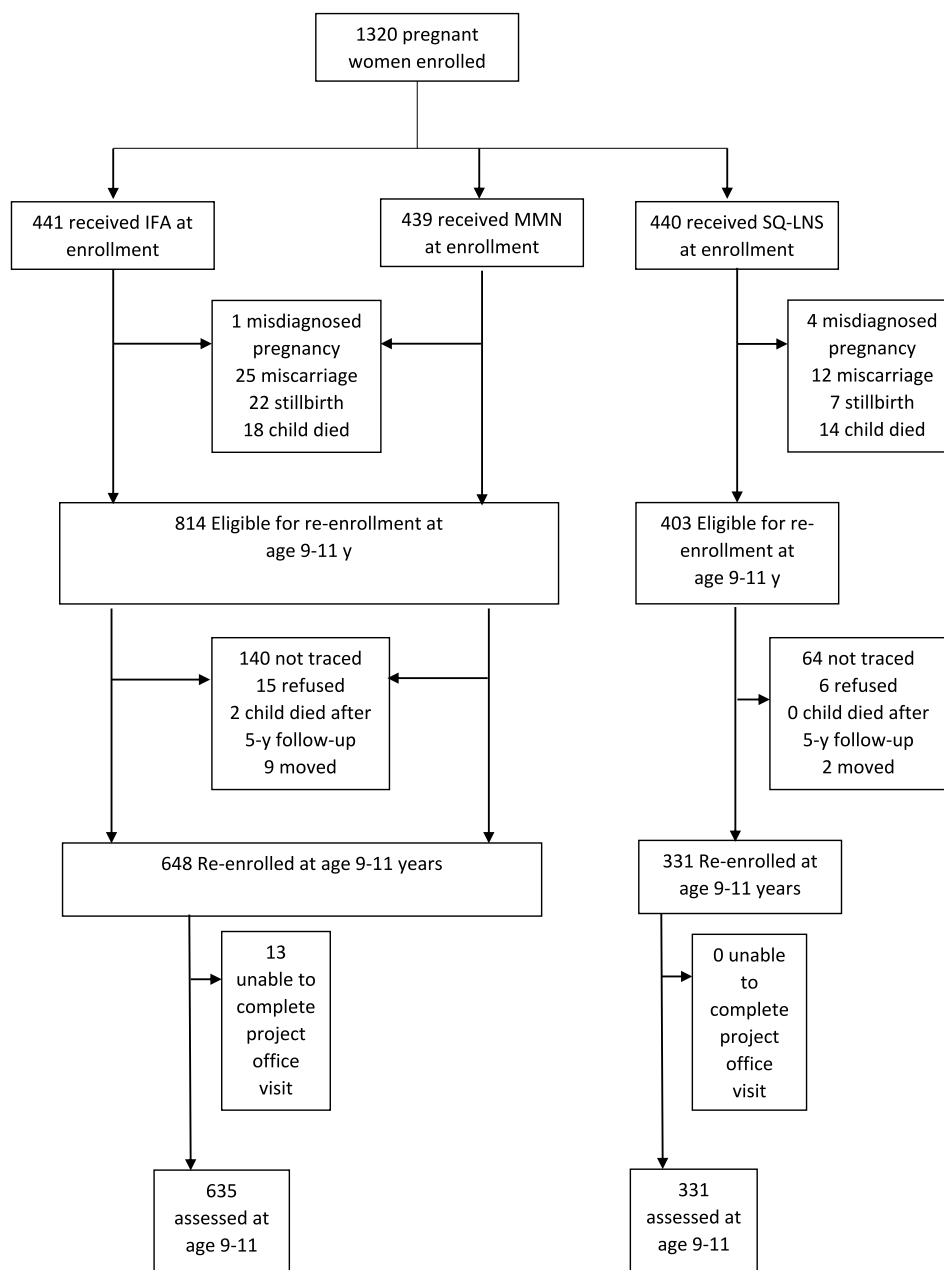 1320 pregnant
women enrolled
441 received IFA at
enrollment
439 received MMN
at enrollment
440 received SQ-LNS
at enrollment
1 misdiagnosed
pregnancy
25 miscarriage
22 stillbirth
18 child died
4 misdiagnosed
pregnancy
12 miscarriage
7 stillbirth
14 child died
814 Eligible for re-enrollment at
age 9-11 y
403 Eligible for re-
enrollment at
age 9-11 y
140 not traced
15 refused
2 child died after
5-y follow-up
9 moved
64 not traced
6 refused
0 child died after
5-y follow-up
2 moved
648 Re-enrolled at age 9-11 years
331 Re-enrolled at
age 9-11 years
13
unable to
complete
project
office
visit
0 unable
to
complete
project
office
visit
635
assessed at
age 9-11
331
assessed at
age 9-11